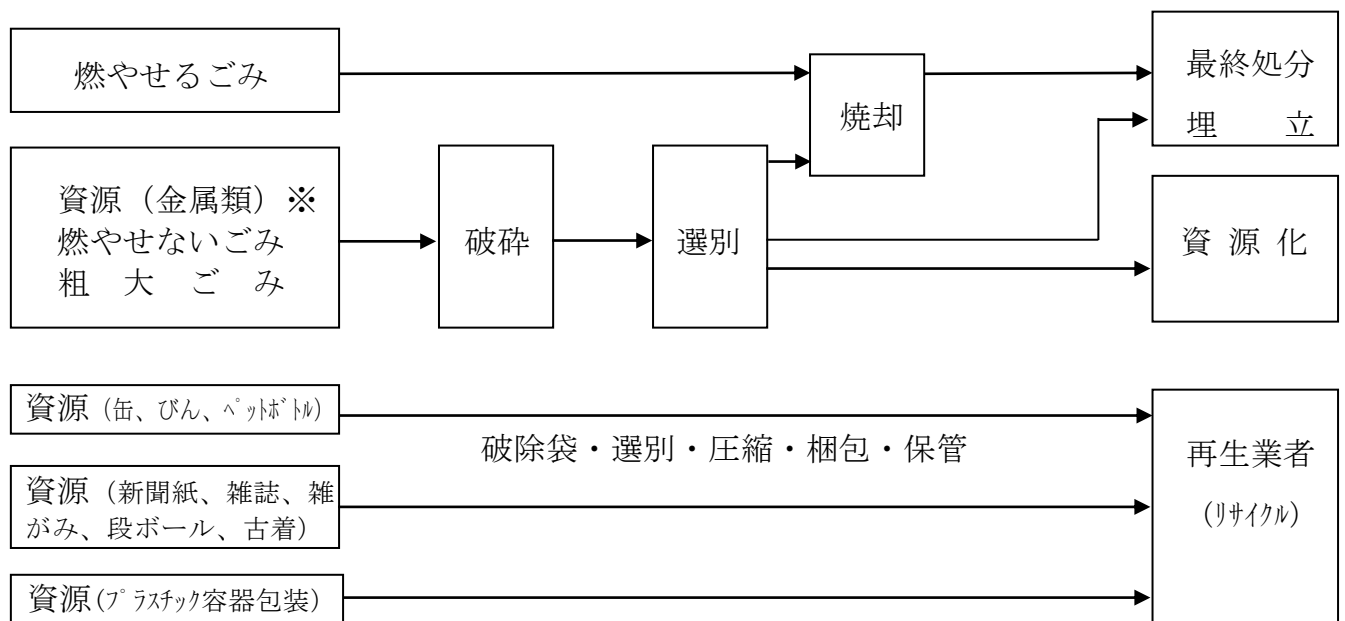 燃やせるごみ
焼却
最終処分
埋　　立
資源（金属類）※
燃やせないごみ
粗　大　ご　み
破砕
選別
資 源 化
資源（缶、びん、ﾍﾟｯﾄﾎﾞﾄﾙ）
破除袋・選別・圧縮・梱包・保管
資源（新聞紙、雑誌、雑
がみ、段ボール、古着）
資源(ﾌﾟﾗｽﾁｯｸ容器包装）
再生業者
（ﾘｻｲｸﾙ）